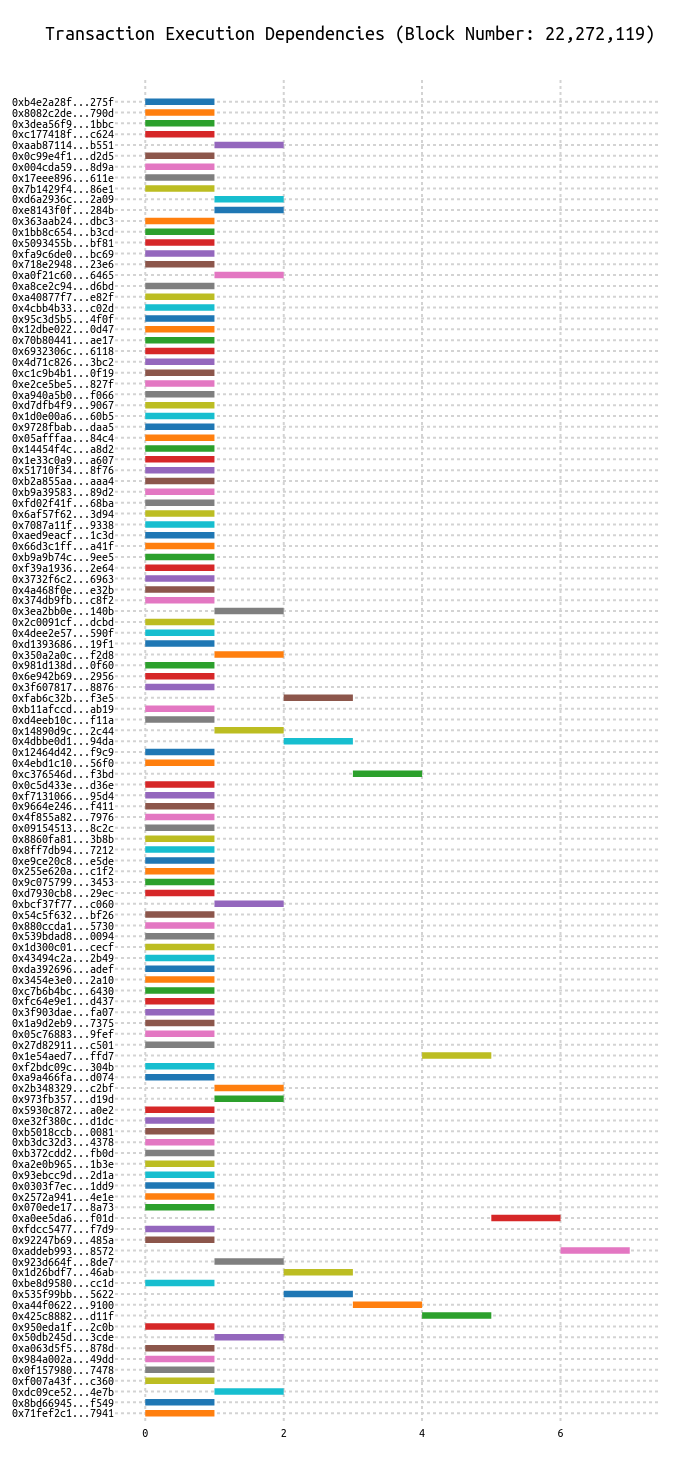 Transaction Execution Dependencies (Block Number: 22,272,119)
0xb4e2a28f...275f
0x8082c2de...790d
0x3dea56f9...1bbc
0xc177418f...c624
0xaab87114...b551
0x0c99e4f1...d2d5
0x004cda59...8d9a
0x17eee896...611e
0x7b1429f4...86e1
0xd6a2936c...2a09
0xe8143f0f...284b
0x363aab24...dbc3
0x1bb8c654...b3cd
0x5093455b...bf81
0xfa9c6de0...bc69
0x718e2948...23e6
0xa0f21c60...6465
0xa8ce2c94...d6bd
0xa40877f7...e82f
0x4cbb4b33...c02d
0x95c3d5b5...4f0f
0x12dbe022...0d47
0x70b80441...ae17
0x6932306c...6118
0x4d71c826...3bc2
0xc1c9b4b1...0f19
0xe2ce5be5...827f
0xa940a5b0...f066
0xd7dfb4f9...9067
0x1d0e00a6...60b5
0x9728fbab...daa5
0x05afffaa...84c4
0x14454f4c...a8d2
0x1e33c0a9...a607
0x51710f34...8f76
0xb2a855aa...aaa4
0xb9a39583...89d2
0xfd02f41f...68ba
0x6af57f62...3d94
0x7087a11f...9338
0xaed9eacf...1c3d
0x66d3c1ff...a41f
0xb9a9b74c...9ee5
0xf39a1936...2e64
0x3732f6c2...6963
0x4a468f0e...e32b
0x374db9fb...c8f2
0x3ea2bb0e...140b
0x2c0091cf...dcbd
0x4dee2e57...590f
0xd1393686...19f1
0x350a2a0c...f2d8
0x981d138d...0f60
0x6e942b69...2956
0x3f607817...8876
0xfab6c32b...f3e5
0xb11afccd...ab19
0xd4eeb10c...f11a
0x14890d9c...2c44
0x4dbbe0d1...94da
0x12464d42...f9c9
0x4ebd1c10...56f0
0xc376546d...f3bd
0x0c5d433e...d36e
0xf7131066...95d4
0x9664e246...f411
0x4f855a82...7976
0x09154513...8c2c
0x8860fa81...3b8b
0x8ff7db94...7212
0xe9ce20c8...e5de
0x255e620a...c1f2
0x9c075799...3453
0xd7930cb8...29ec
0xbcf37f77...c060
0x54c5f632...bf26
0x880ccda1...5730
0x539bdad8...0094
0x1d300c01...cecf
0x43494c2a...2b49
0xda392696...adef
0x3454e3e0...2a10
0xc7b6b4bc...6430
0xfc64e9e1...d437
0x3f903dae...fa07
0x1a9d2eb9...7375
0x05c76883...9fef
0x27d82911...c501
0x1e54aed7...ffd7
0xf2bdc09c...304b
0xa9a466fa...d074
0x2b348329...c2bf
0x973fb357...d19d
0x5930c872...a0e2
0xe32f380c...d1dc
0xb5018ccb...0081
0xb3dc32d3...4378
0xb372cdd2...fb0d
0xa2e0b965...1b3e
0x93ebcc9d...2d1a
0x0303f7ec...1dd9
0x2572a941...4e1e
0x070ede17...8a73
0xa0ee5da6...f01d
0xfdcc5477...f7d9
0x92247b69...485a
0xaddeb993...8572
0x923d664f...8de7
0x1d26bdf7...46ab
0xbe8d9580...cc1d
0x535f99bb...5622
0xa44f0622...9100
0x425c8882...d11f
0x950eda1f...2c0b
0x50db245d...3cde
0xa063d5f5...878d
0x984a002a...49dd
0x0f157980...7478
0xf007a43f...c360
0xdc09ce52...4e7b
0x8bd66945...f549
0x71fef2c1...7941
0 2 4 6